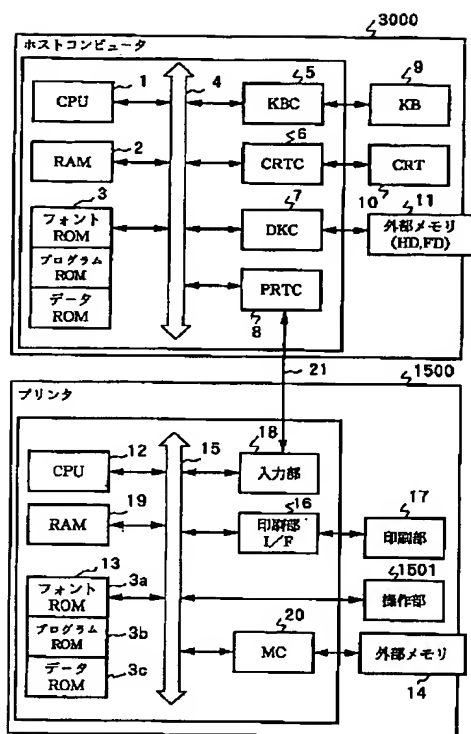 3000
ホストコンピュータ
1
4
5
9
CPU
KBC
KB
2
6
RAM
CRTC
CRT
3
7
10
11
フォント
ROM
DKC
外部メモリ
(HD,FD)
プログラム
ROM
データ
ROM
PRTC
8
21
1500
プリンタ
12
15
18
CPU
入力部
19
16
17
RAM
印刷部
I/F
印刷部
13
3a
1501
フォント
ROM
操作部
プログラム
ROM
3b
20
データ
ROM
3c
MC
外部メモリ
14